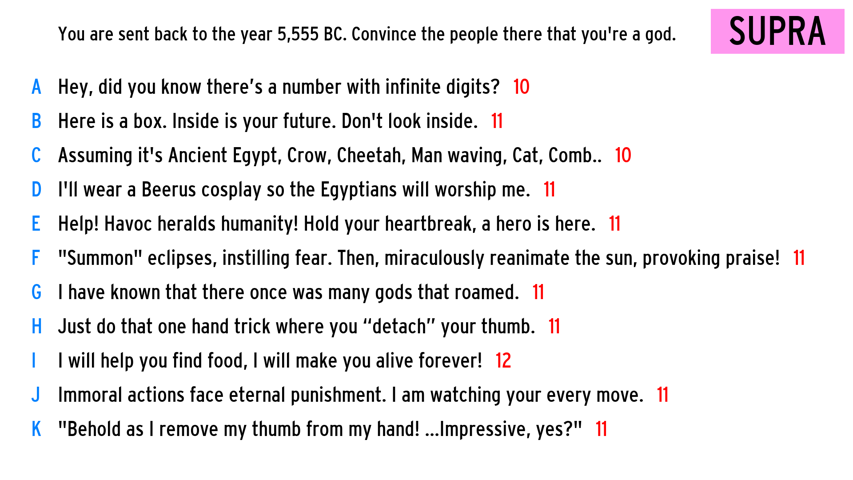 You are sent back to the year 5,555 BC. Convince the people there that you're a god.
SUPRA
A Hey, did you know there’s a number with infinite digits? 10
B Here is a box. Inside is your future. Don't look inside. 11
C Assuming it's Ancient Egypt, Crow, Cheetah, Man waving, Cat, Comb.. 10
D I'll wear a Beerus cosplay so the Egyptians will worship me. 11
E Help! Havoc heralds humanity! Hold your heartbreak, a hero is here. 11
F "Summon" eclipses, instilling fear. Then, miraculously reanimate the sun, provoking praise! 11
G I have known that there once was many gods that roamed. 11
H Just do that one hand trick where you “detach” your thumb. 11
I I will help you find food, I will make you alive forever! 12
J Immoral actions face eternal punishment. I am watching your every move. 11
K "Behold as I remove my thumb from my hand! ...Impressive, yes?" 11